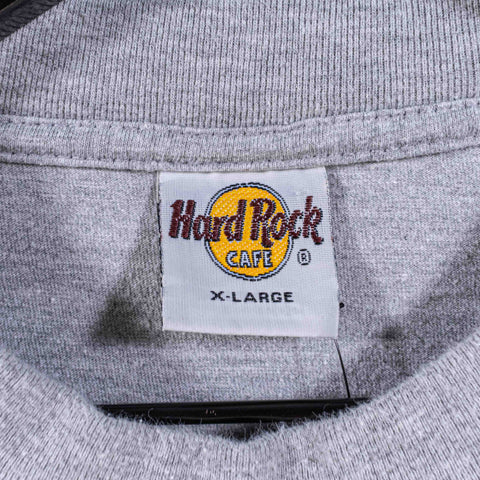 Hard Rock
CAFE ®
X-LARGE